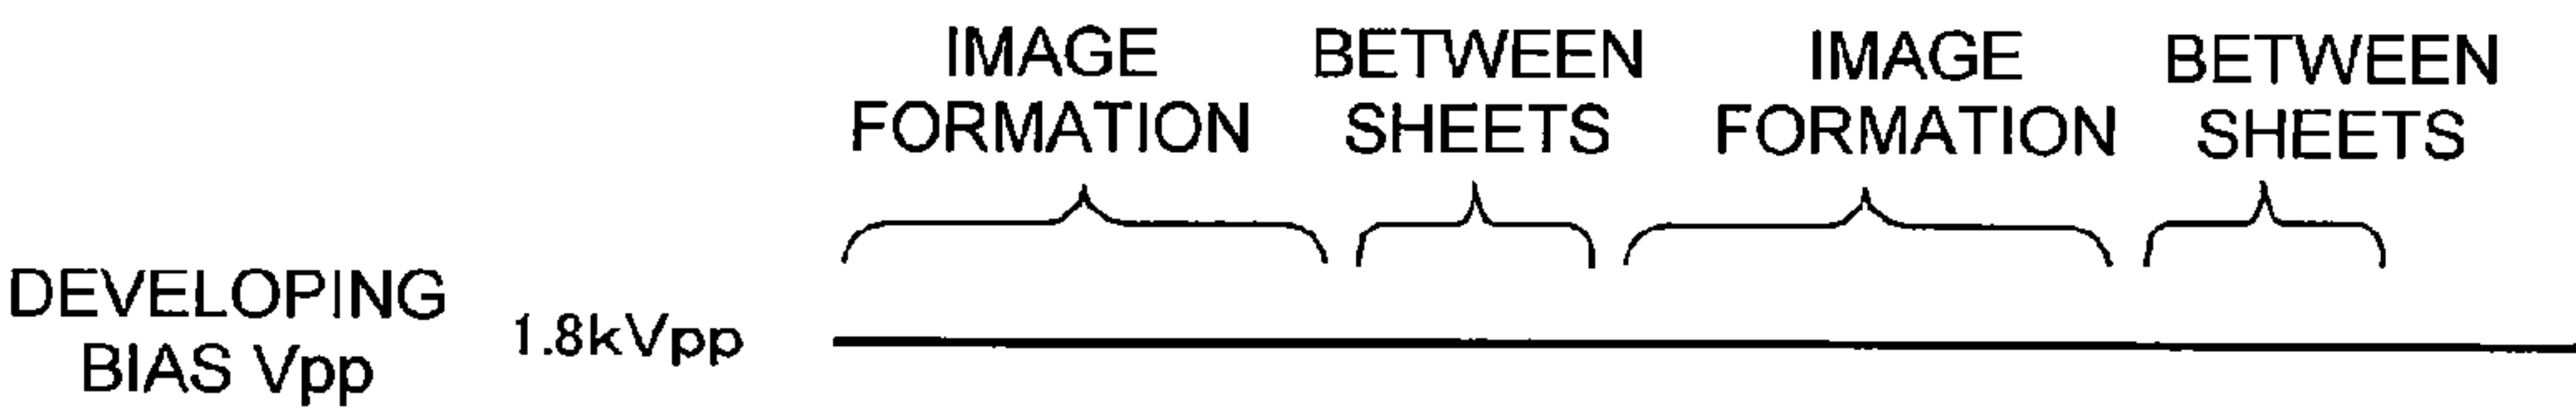 IMAGE
FORMATION
BETWEEN
SHEETS
IMAGE
FORMATION
BETWEEN
SHEETS
DEVELOPING
BIAS Vpp
1.8kVpp